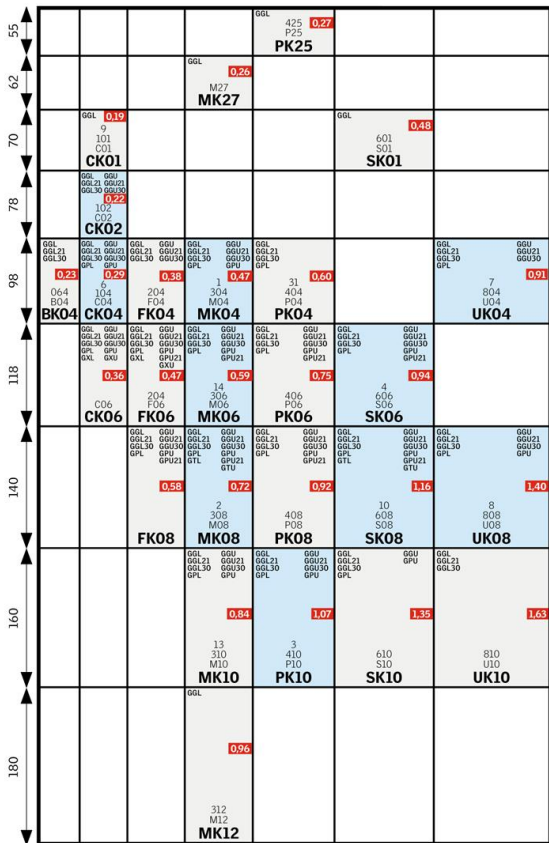 55
GGL
0,27
425
P25
PK25
62
GGL
0,26
M27
MK27
70
GGL
0,19
9
101
C01
CK01
GGL
0,48
601
S01
SK01
78
GGL GGU
GGL21 GGU21
GGL30 GGU30
0,22
102
C02
CK02
98
GGL
GGL21
GGL30
0,23
064
B04
BK04
GGL GGU
GGL21 GGU21
GGL30 GGU30
GPL GPU
0,29
6
104
C04
CK04
GGL GGU
GGL21 GGU21
GGL30 GGU30
0,38
204
F04
FK04
GGL GGU
GGL21 GGU21
GGL30 GGU30
GPL GPU
0,47
1
304
M04
MK04
GGL GGU
GGL21 GGU21
GGL30 GGU30
GPL GPU
0,60
31
404
P04
PK04
GGL GGU
GGL21 GGU21
GGL30 GGU30
0,91
7
804
U04
UK04
118
GGL GGU
GGL21 GGU21
GGL30 GGU30
GPL GPU
GXL GXU
0,36
C06
CK06
GGL GGU
GGL21 GGU21
GGL30 GGU30
GPL GPU
GXL GPU21
GXU
0,47
204
F06
FK06
GGL GGU
GGL21 GGU21
GGL30 GGU30
GPL GPU
GPU21
0,59
14
306
M06
MK06
GGL GGU
GGL21 GGU21
GGL30 GGU30
GPL GPU
GPU21
0,75
406
P06
PK06
GGL GGU
GGL21 GGU21
GGL30 GGU30
GPL GPU
GPU21
0,94
4
606
S06
SK06
140
GGL GGU
GGL21 GGU21
GGL30 GGU30
GPL GPU
GPU21
0,58
FK08
GGL GGU
GGL21 GGU21
GGL30 GGU30
GPL GPU
GTL GPU21
GTU
0,72
2
308
M08
MK08
GGL GGU
GGL21 GGU21
GGL30 GGU30
GPL GPU
GPU21
0,92
408
P08
PK08
GGL GGU
GGL21 GGU21
GGL30 GGU30
GPL GPU
GTL GPU21
GTU
1,16
10
608
S08
SK08
GGL GGU
GGL21 GGU21
GGL30 GGU30
GPL GPU
1,40
8
808
U08
UK08
160
GGL GGU
GGL21 GGU21
GGL30 GGU30
GPL GPU
0,84
13
310
M10
MK10
GGL GGU
GGL21 GGU21
GGL30 GGU30
GPL GPU
1,07
3
410
P10
PK10
GGL GGU
GGL21 GPU
GGL30
GPL
1,35
610
S10
SK10
GGL
GGL21
GGL30
1,63
810
U10
UK10
180
GGL
0,96
312
M12
MK12